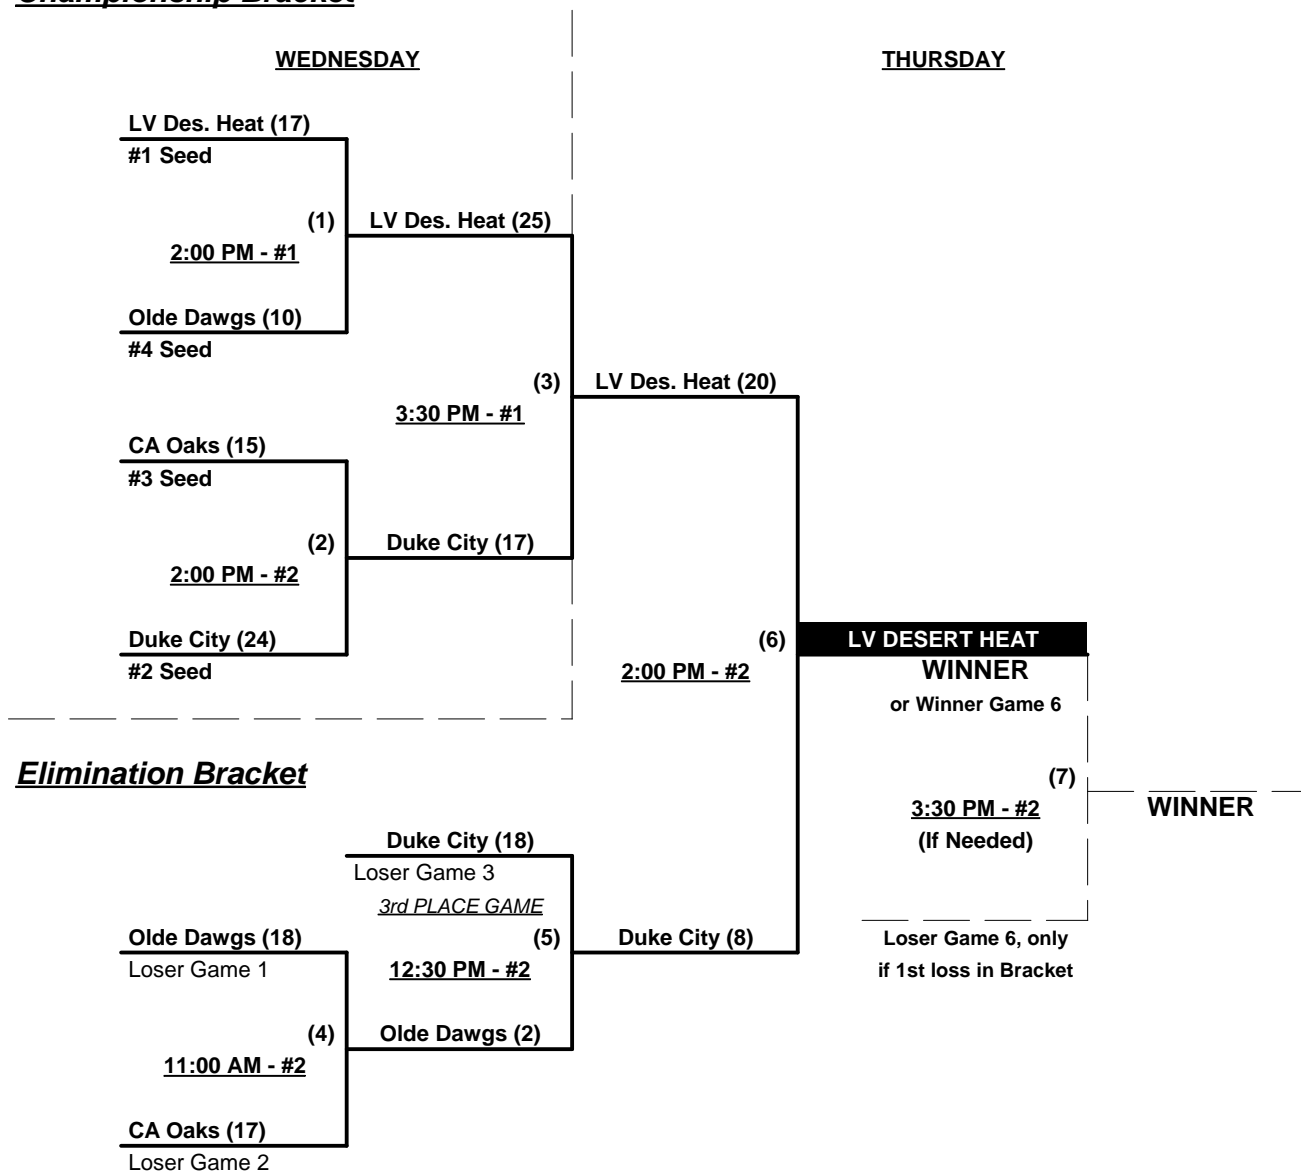 Championship Bracket
WEDNESDAY
THURSDAY
LV Des. Heat (17)
#1 Seed
(1)
LV Des. Heat (25)
2:00 PM - #1
Olde Dawgs (10)
#4 Seed
(3)
LV Des. Heat (20)
3:30 PM - #1
CA Oaks (15)
#3 Seed
(2)
Duke City (17)
2:00 PM - #2
Duke City (24)
#2 Seed
(6)
LV DESERT HEAT
2:00 PM - #2
WINNER
or Winner Game 6
Elimination Bracket
(7)
3:30 PM - #2
WINNER
(If Needed)
Duke City (18)
Loser Game 3
3rd PLACE GAME
Olde Dawgs (18)
Loser Game 1
(5)
Duke City (8)
12:30 PM - #2
Loser Game 6, only
if 1st loss in Bracket
(4)
Olde Dawgs (2)
11:00 AM - #2
CA Oaks (17)
Loser Game 2